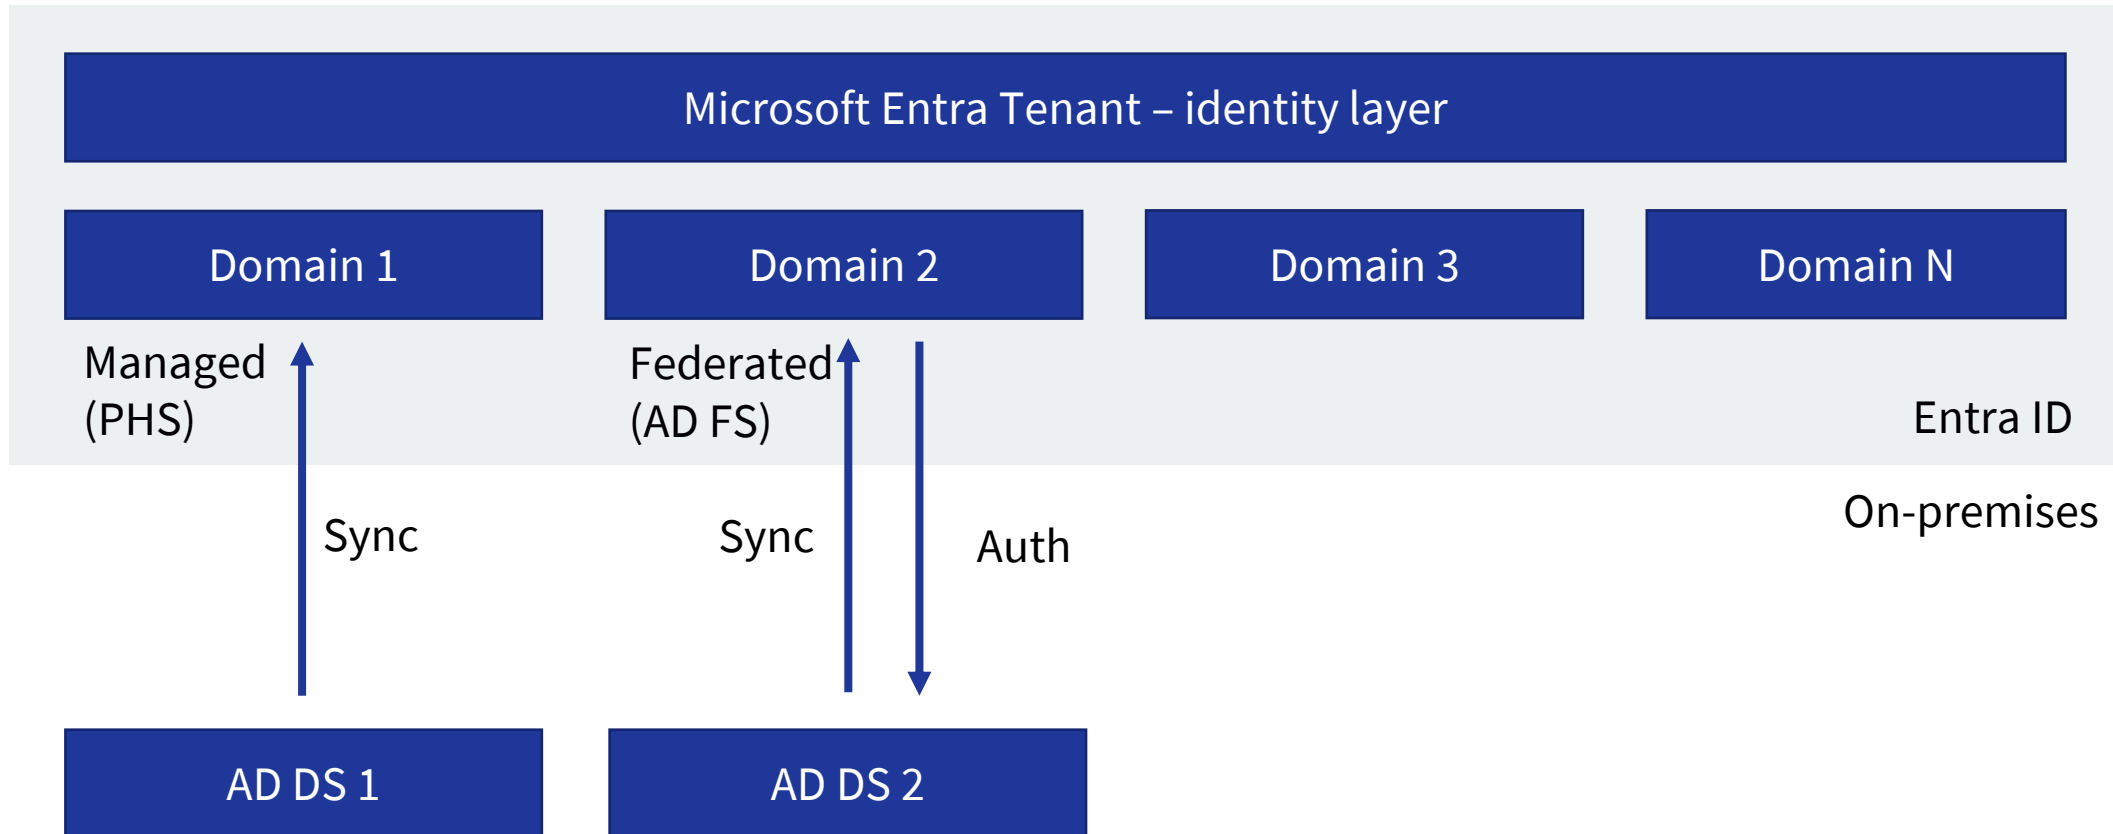 Microsoft Entra Tenant – identity layer
Domain 1
Domain 2
Domain 3
Domain N
Managed
(PHS)
Federated
(AD FS)
Entra ID
On-premises
Sync
Sync
Auth
AD DS 1
AD DS 2